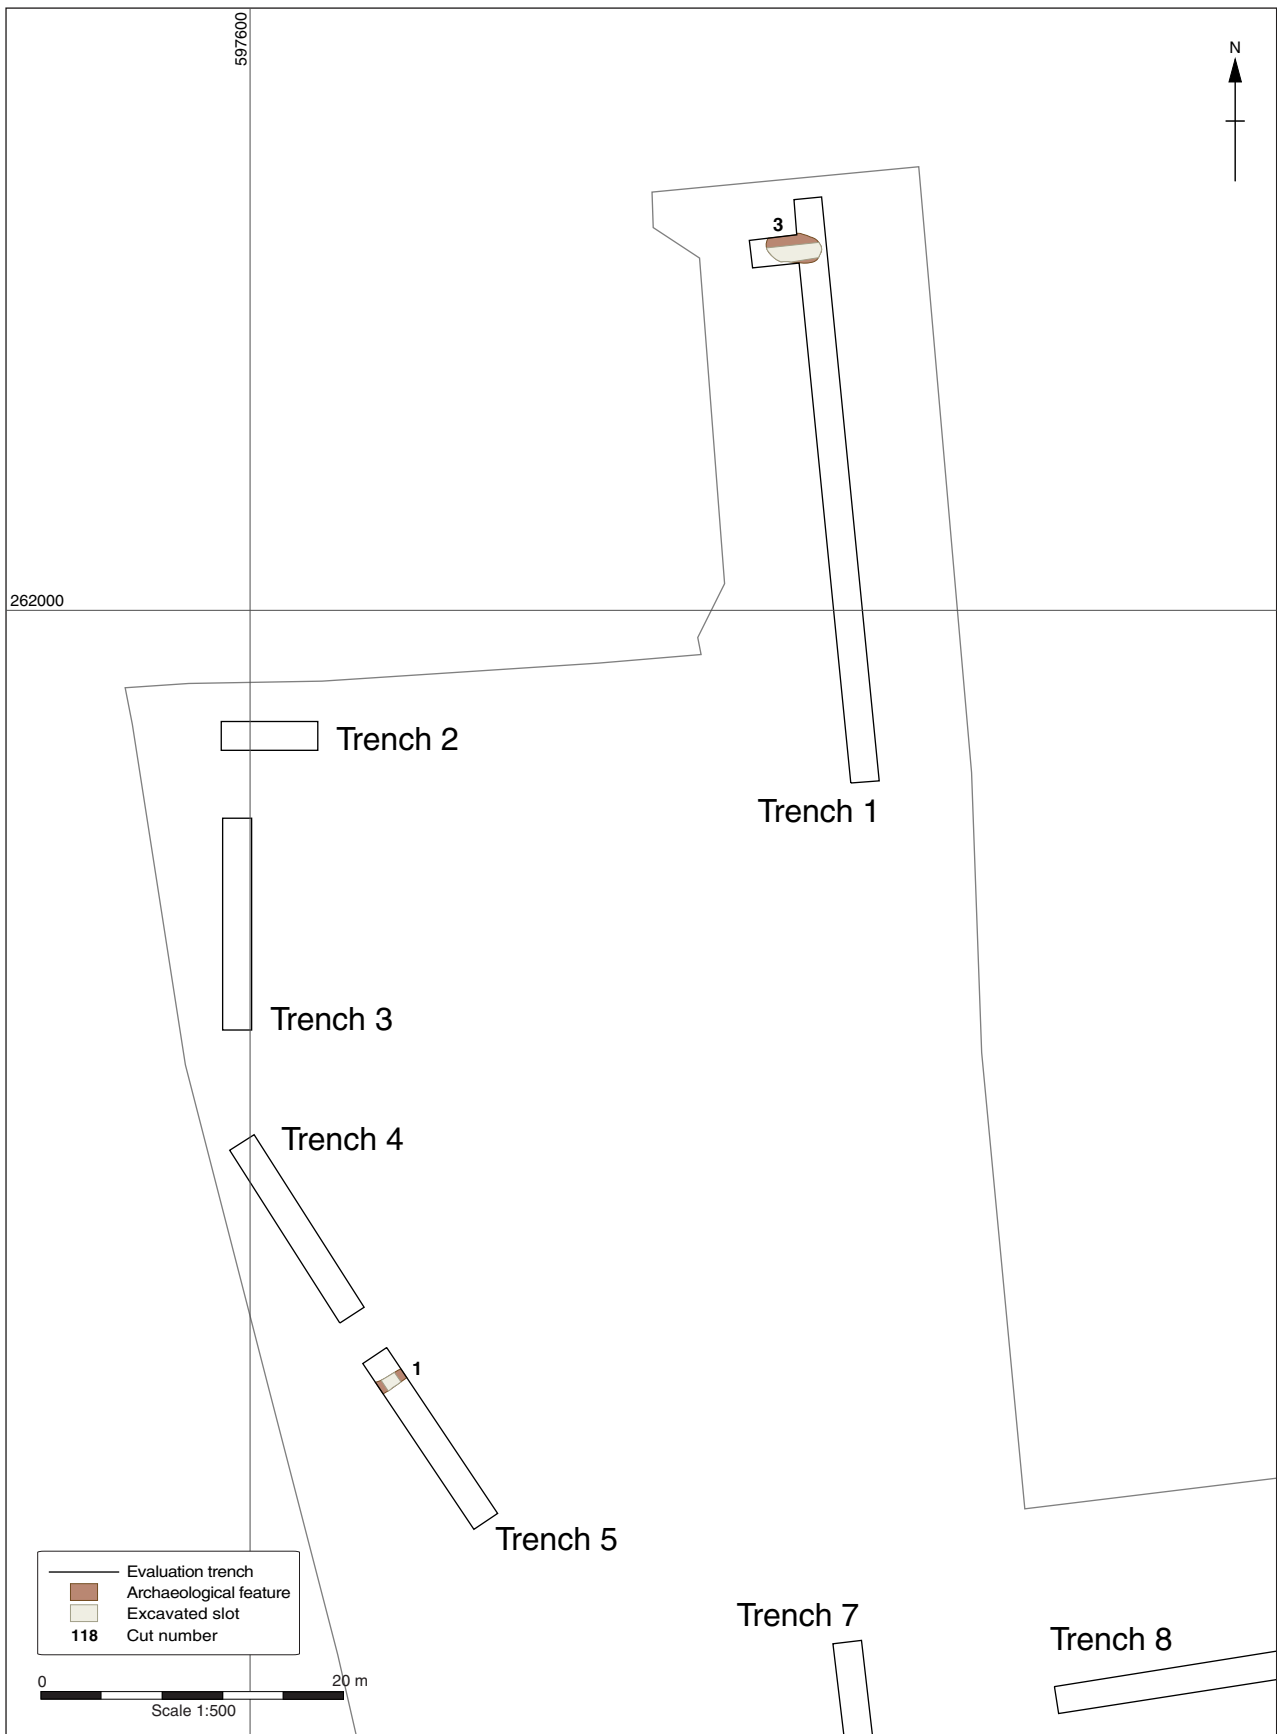 597600
N
3
262000
Trench 2
Trench 1
Trench 3
Trench 4
1
Trench 5
Evaluation trench
Archaeological feature
Excavated slot
118 Cut number
Trench 7
Trench 8
0 20 m
Scale 1:500